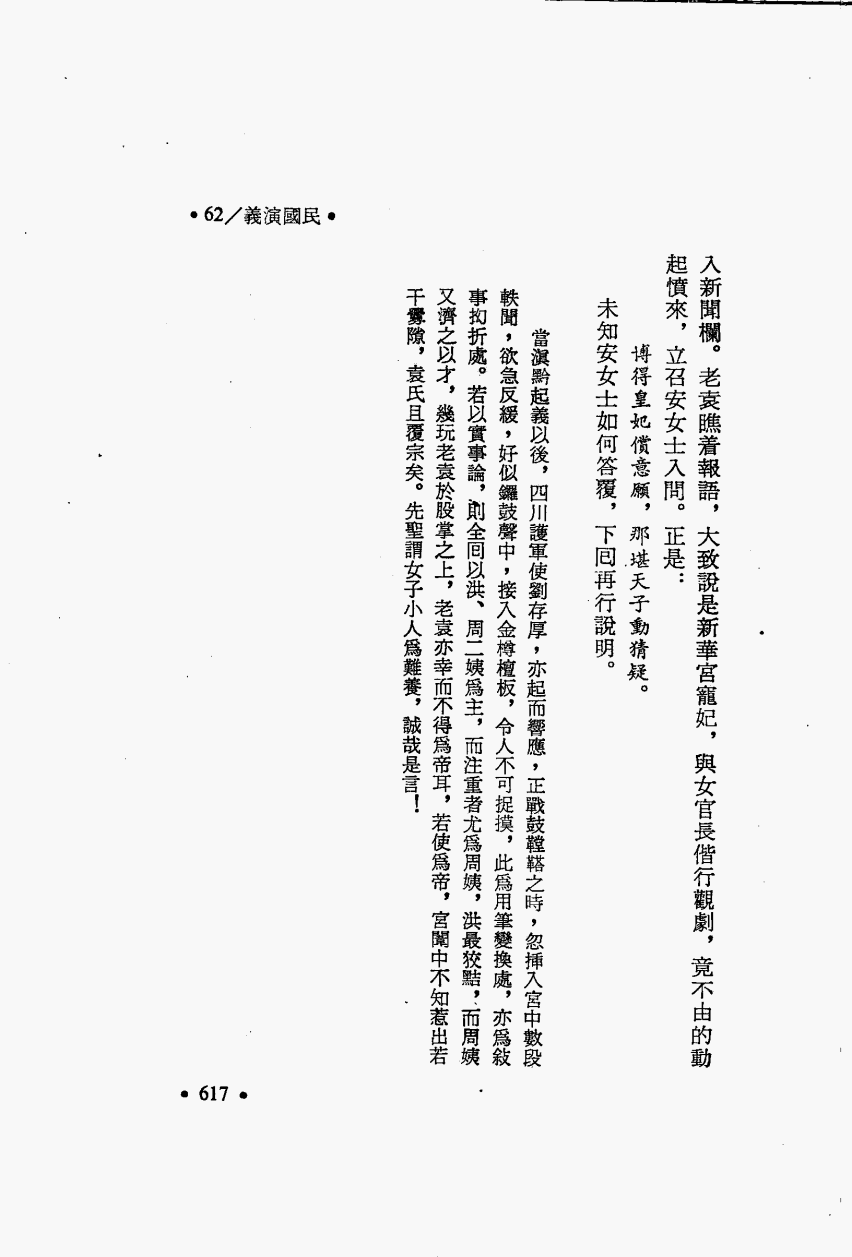 •62／義演國民•
入新聞欄。老袁瞧着報語，大致說是新華宮寵妃，與女官長偕行觀劇，竟不由的動
起憤來，立召安女士入問。正是：
博得皇妃償意願，那堪天子動猜疑。
未知安女士如何答覆，下回再行說明。
當滇黔起義以後，四川護軍使劉存厚，亦起而響應，正戰鼓鞺鞳之時，忽插入宮中數段
軼聞，欲急反緩，好似鑼鼓聲中，接入金樽檀板，令人不可捉摸，此爲用筆變換處，亦爲敍
事拗折處。若以實事論，則全回以洪、周二姨爲主，而注重者尤爲周姨，洪最狡黠，而周姨
又濟之以才，幾玩老袁於股掌之上，老袁亦幸而不得爲帝耳，若使爲帝，宮闈中不知惹出若
干釁隙，袁氏且覆宗矣。先聖謂女子小人爲難養，誠哉是言！
•617•